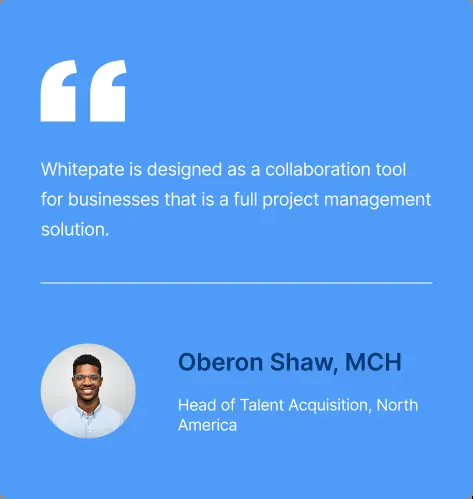 Whitepate is designed as a collaboration tool
for businesses that is a full project management
solution.
Oberon Shaw, MCH
Head of Talent Acquisition, North
America